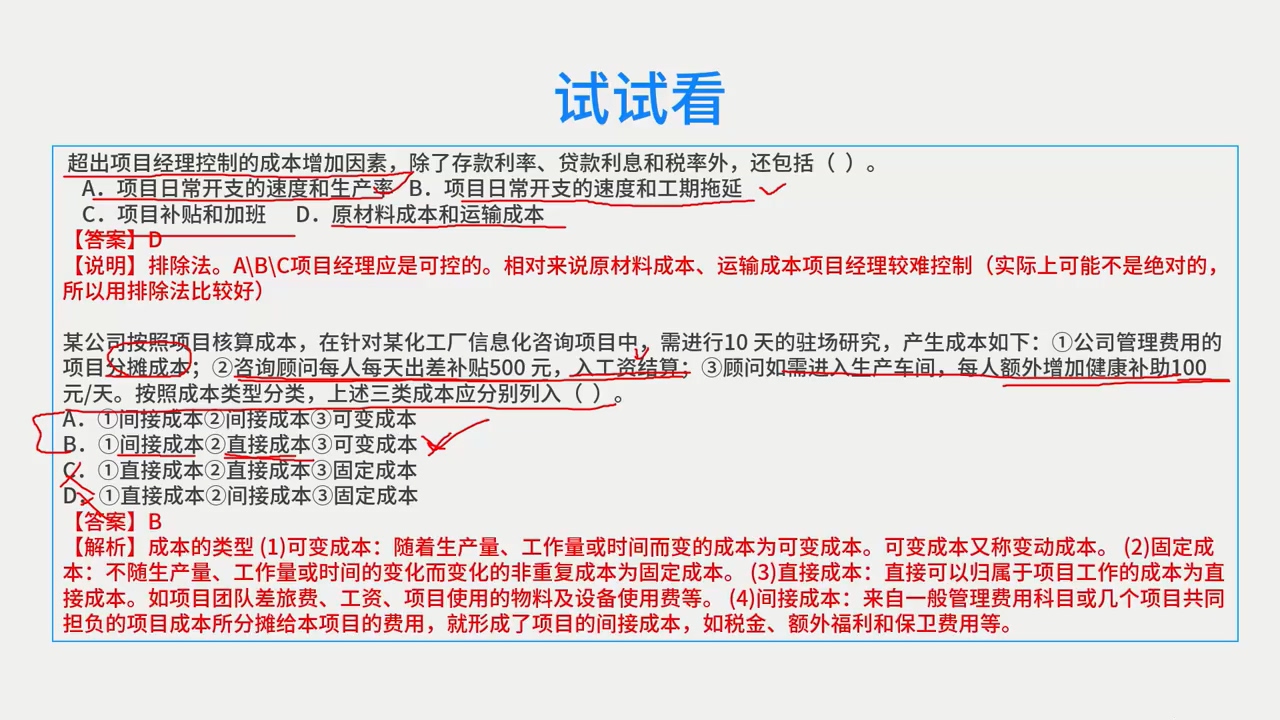 试试看
超出项目经理控制的成本增加因素，除了存款利率、贷款利息和税率外，还包括（ ）。
A．项目日常开支的速度和生产率 B．项目日常开支的速度和工期拖延
C．项目补贴和加班 D．原材料成本和运输成本
【答案】D
【说明】排除法。A\B\C项目经理应是可控的。相对来说原材料成本、运输成本项目经理较难控制（实际上可能不是绝对的，
所以用排除法比较好）
某公司按照项目核算成本，在针对某化工厂信息化咨询项目中，需进行10 天的驻场研究，产生成本如下：①公司管理费用的
项目分摊成本；②咨询顾问每人每天出差补贴500 元，入工资结算；③顾问如需进入生产车间，每人额外增加健康补助100
元/天。按照成本类型分类，上述三类成本应分别列入（ ）。
A．①间接成本②间接成本③可变成本
B．①间接成本②直接成本③可变成本
C．①直接成本②直接成本③固定成本
D．①直接成本②间接成本③固定成本
【答案】B
【解析】成本的类型 (1)可变成本：随着生产量、工作量或时间而变的成本为可变成本。可变成本又称变动成本。 (2)固定成
本：不随生产量、工作量或时间的变化而变化的非重复成本为固定成本。 (3)直接成本：直接可以归属于项目工作的成本为直
接成本。如项目团队差旅费、工资、项目使用的物料及设备使用费等。 (4)间接成本：来自一般管理费用科目或几个项目共同
担负的项目成本所分摊给本项目的费用，就形成了项目的间接成本，如税金、额外福利和保卫费用等。